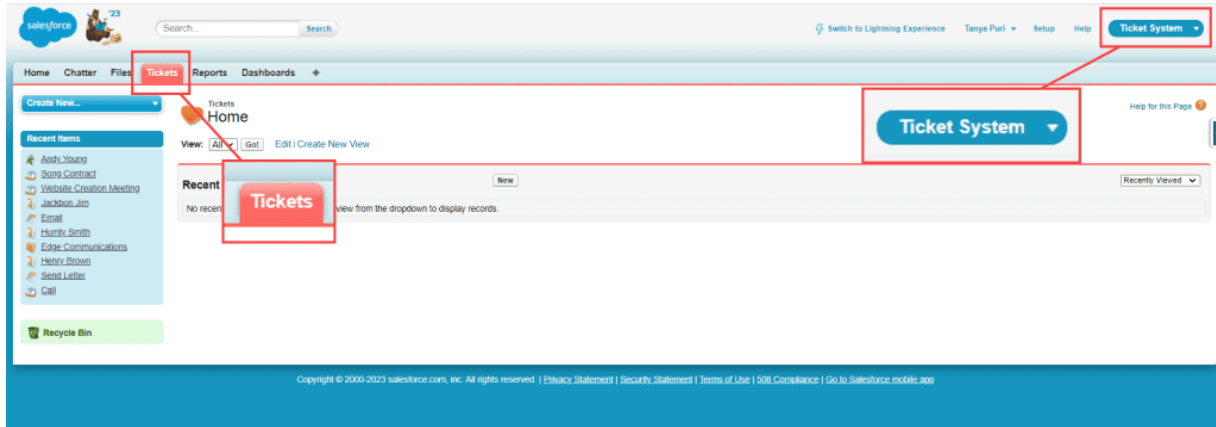 salesforce
'23
Search...
Search
Switch to Lightning Experience
Tanya Puri
Setup
Help
Ticket System
Home Chatter Files Tickets Reports Dashboards +
Create New...
Tickets
Home
Ticket System
Help for this Page
View: All Go! Edit | Create New View
Recent Items
Andy Young
Song Contract
Website Creation Meeting
Jackbon Jim
Email
Humty Smith
Edge Communications
Henry Brown
Send Letter
Call
Recycle Bin
Recent
New
Recently Viewed
Tickets
No recen
view from the dropdown to display records.
Copyright © 2000-2023 salesforce.com, inc. All rights reserved. | Privacy Statement | Security Statement | Terms of Use | 508 Compliance | Go to Salesforce mobile app